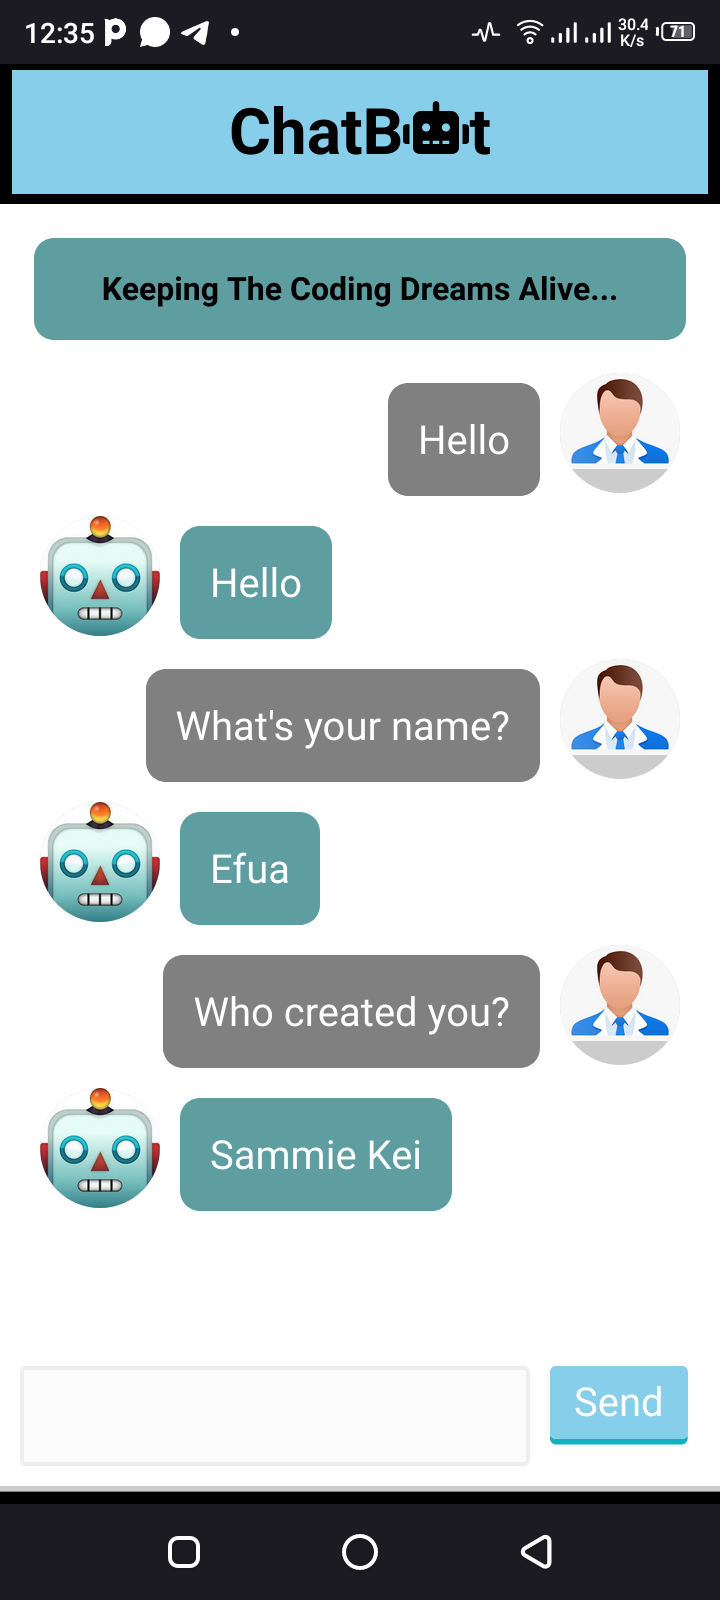 12:35
30.4
K/s
71
ChatBot
Keeping The Coding Dreams Alive...
Hello
Hello
What's your name?
Efua
Who created you?
Sammie Kei
Send